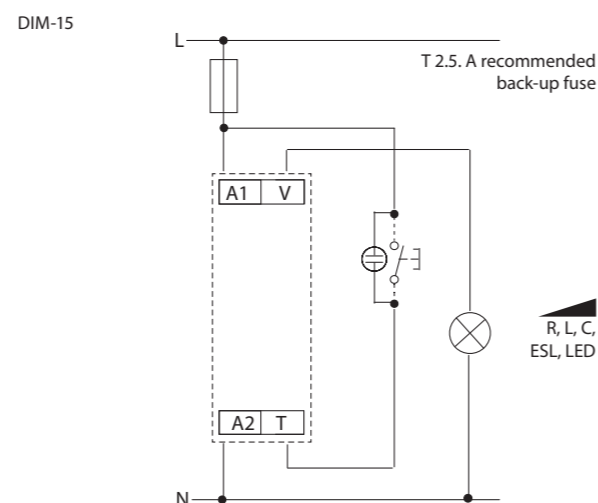 DIM-15
L
T 2.5. A recommended
back-up fuse
A1 V
R, L, C,
ESL, LED
A2 T
N